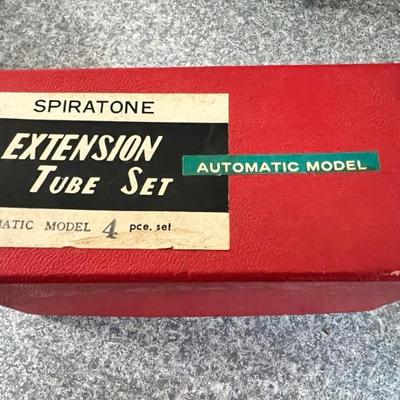 SPIRATONE
EXTENSION
TUBE SET
AUTOMATIC MODEL
MATIC MODEL 4 pce. set